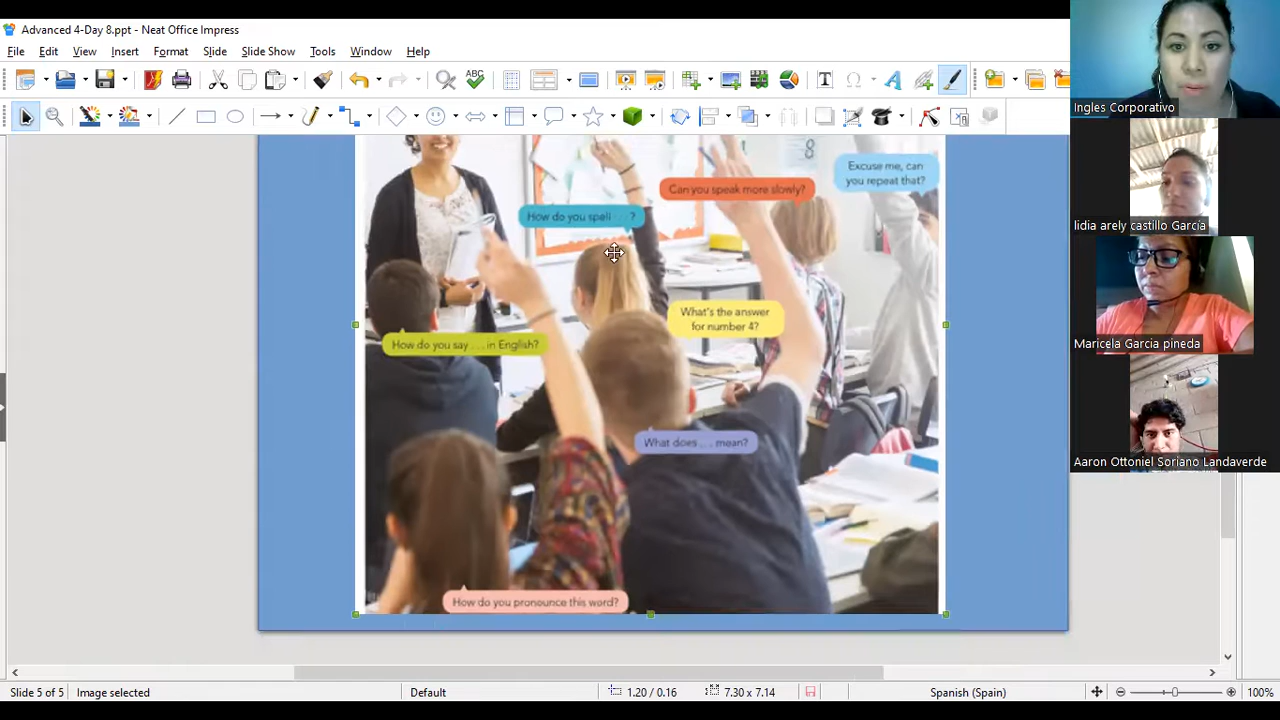 Advanced 4-Day 8.ppt - Neat Office Impress
File Edit View Insert Format Slide Slide Show Tools Window Help
ABC
8
Excuse me, can
you repeat that?
Can you speak more slowly?
How do you spell . . . ?
What's the answer
for number 4?
How do you say . . . in English?
What does . . . mean?
How do you pronounce this word?
Ingles Corporativo
lidia arely castillo García
Maricela Garcia pineda
Aaron Ottoniel Soriano Landaverde
Slide 5 of 5 Image selected Default 1.20 / 0.16 7.30 x 7.14 Spanish (Spain) 100%